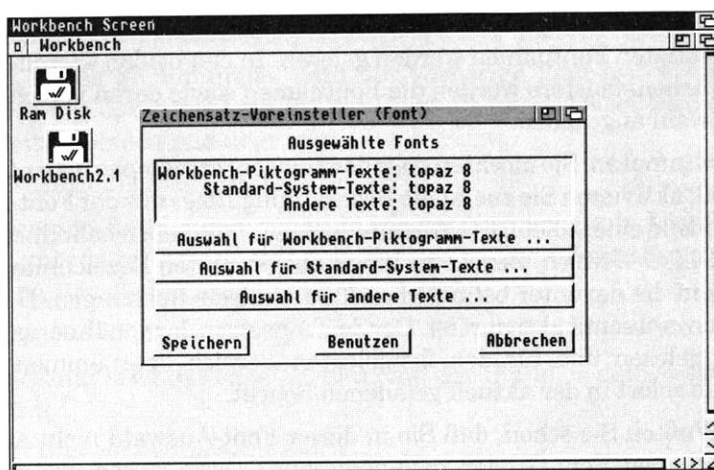 Workbench Screen
Workbench
Ram Disk
Workbench2.1
Zeichensatz-Voreinsteller (Font)
Ausgewählte Fonts
Workbench-Piktogramm-Texte: topaz 8
Standard-System-Texte: topaz 8
Andere Texte: topaz 8
Auswahl für Workbench-Piktogramm-Texte ...
Auswahl für Standard-System-Texte ...
Auswahl für andere Texte ...
Speichern Benutzen Abbrechen